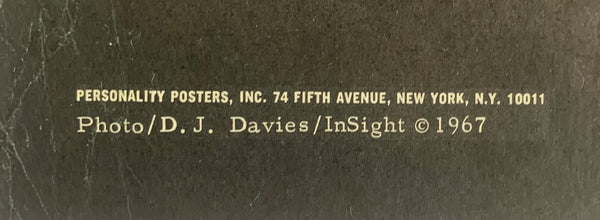 PERSONALITY POSTERS, INC. 74 FIFTH AVENUE, NEW YORK, N.Y. 10011
Photo/D.J. Davies/InSight © 1967